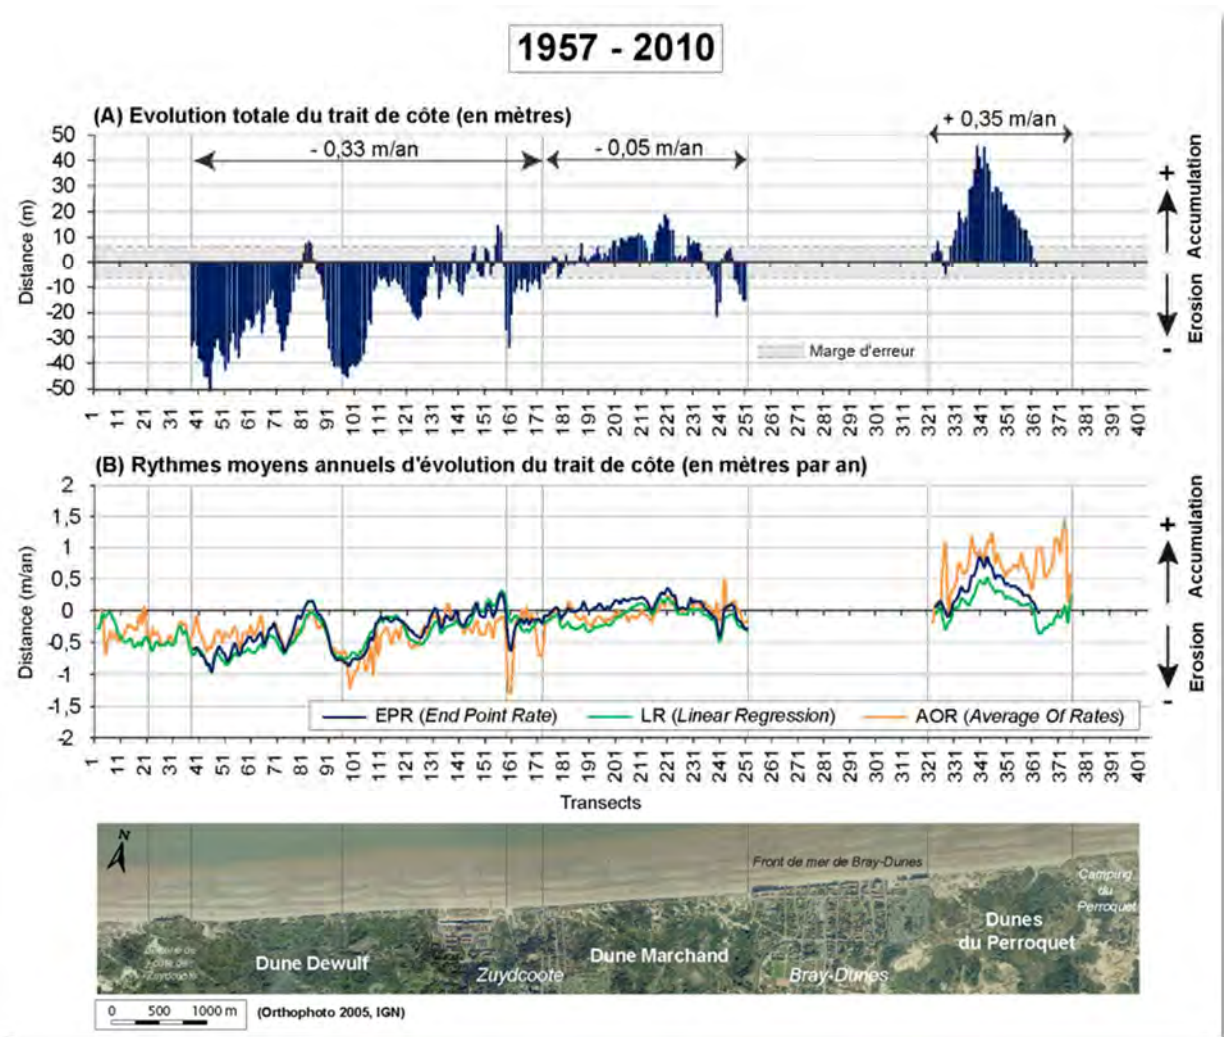 1957 - 2010
(A) Evolution totale du trait de côte (en mètres)
- 0,33 m/an
- 0,05 m/an
+ 0,35 m/an
Distance (m)
50
40
30
20
10
0
-10
-20
-30
-40
-50
Marge d'erreur
+ Accumulation
Erosion -
1 11 21 31 41 51 61 71 81 91 101 111 121 131 141 151 161 171 181 191 201 211 221 231 241 251 261 271 281 291 301 311 321 331 341 351 361 371 381 391 401
(B) Rythmes moyens annuels d'évolution du trait de côte (en mètres par an)
Distance (m/an)
2
1,5
1
0,5
0
-0,5
-1
-1,5
-2
+ Accumulation
Erosion -
EPR (End Point Rate) LR (Linear Regression) AOR (Average Of Rates)
1 11 21 31 41 51 61 71 81 91 101 111 121 131 141 151 161 171 181 191 201 211 221 231 241 251 261 271 281 291 301 311 321 331 341 351 361 371 381 391 401
Transects
N
Front de mer de Bray-Dunes
Camping
du
Perroquet
Dunes
du Perroquet
Zuydcoote
Dune Dewulf
Zuydcoote
Dune Marchand
Bray-Dunes
0 500 1000 m
(Orthophoto 2005, IGN)